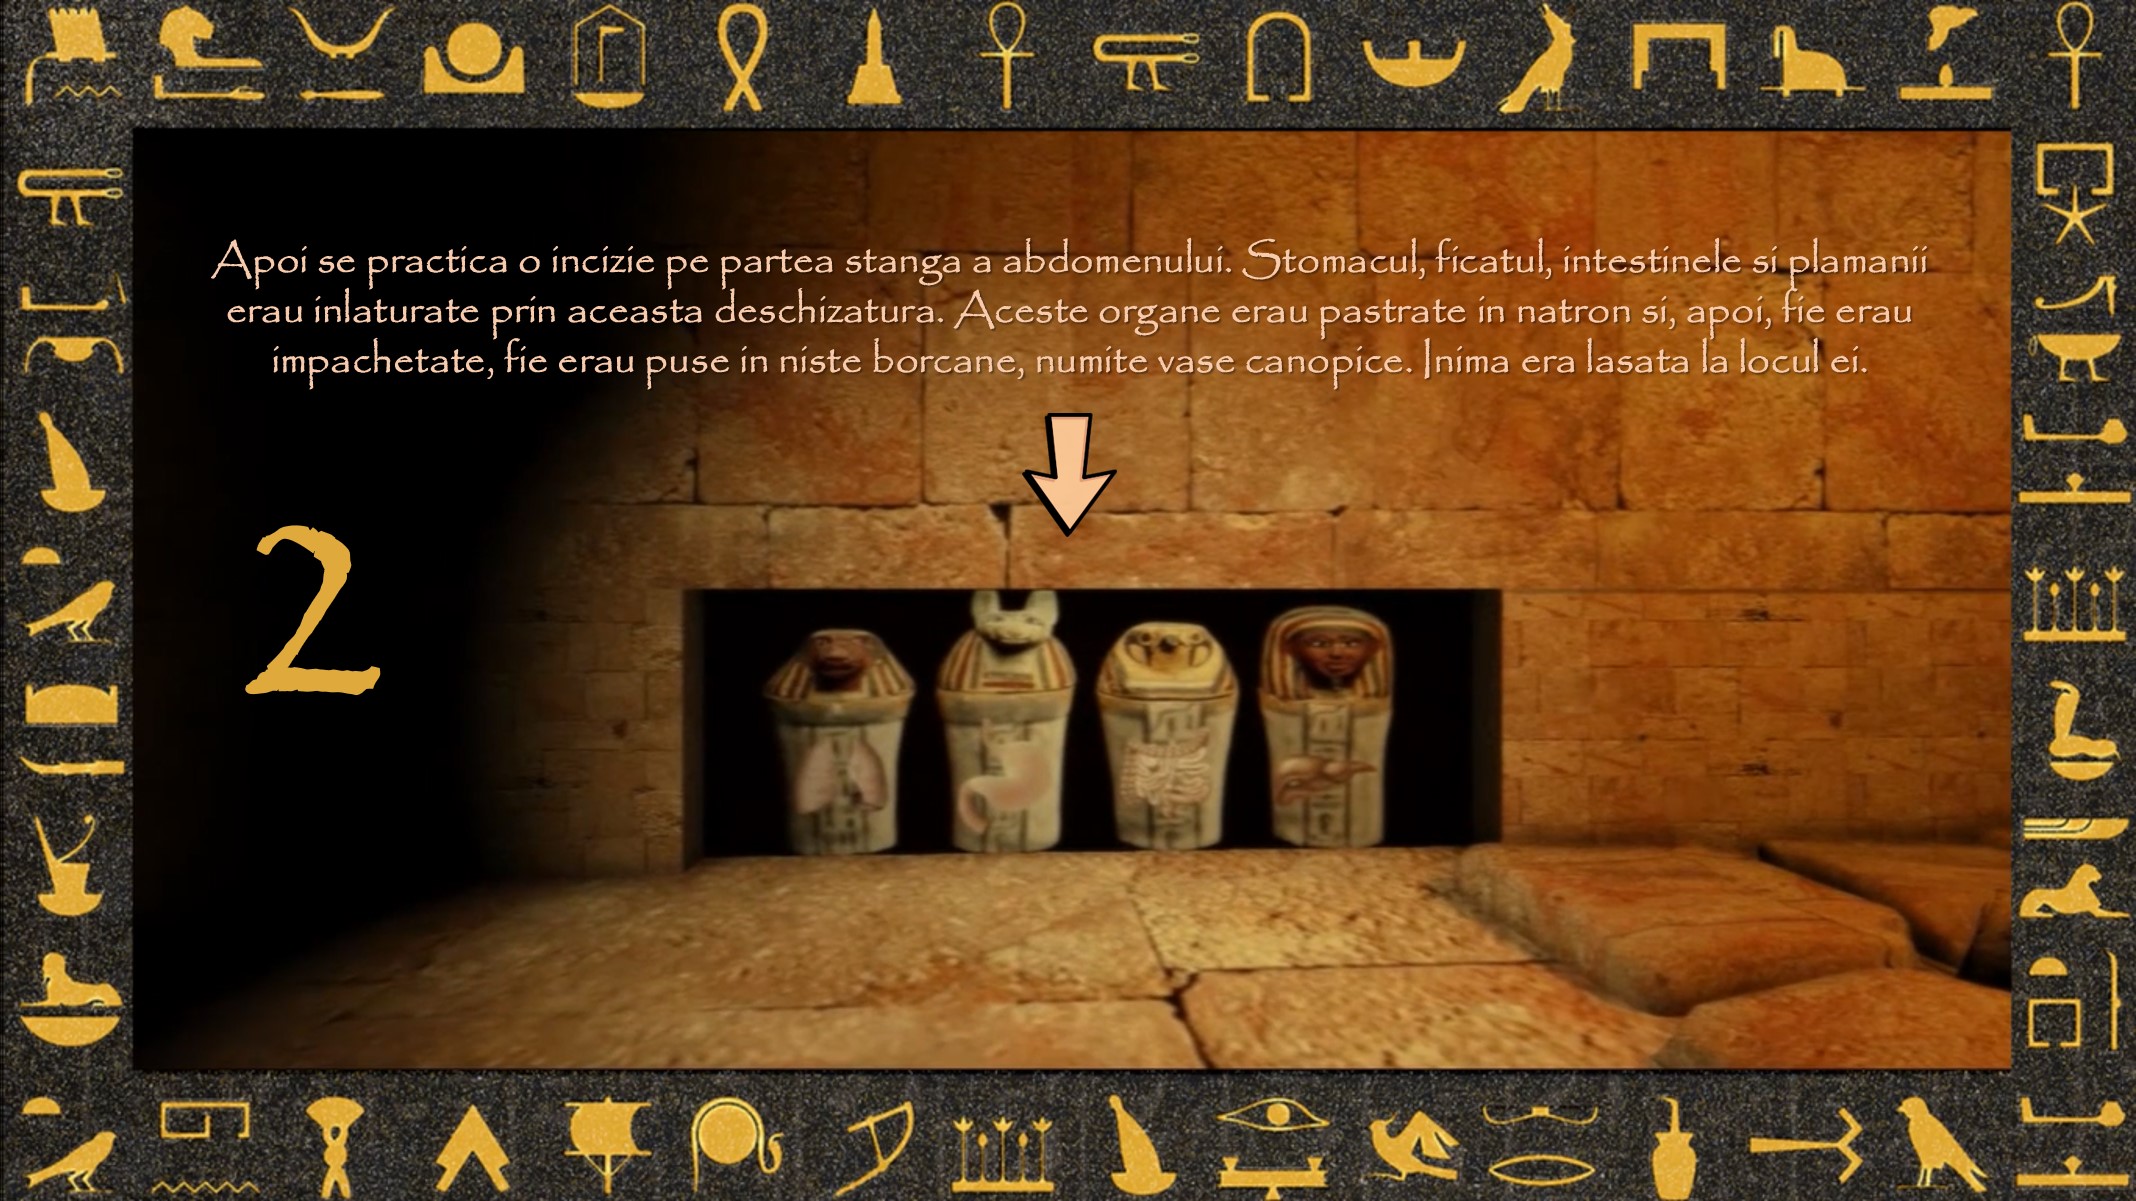 Apoi se practica o incizie pe partea stanga a abdomenului. Stomacul, ficatul, intestinele si plamanii
erau inlaturate prin aceasta deschizatura. Aceste organe erau pastrate in natron si, apoi, fie erau
impachetate, fie erau puse in niste borcane, numite vase canopice. Inima era lasata la locul ei.
2